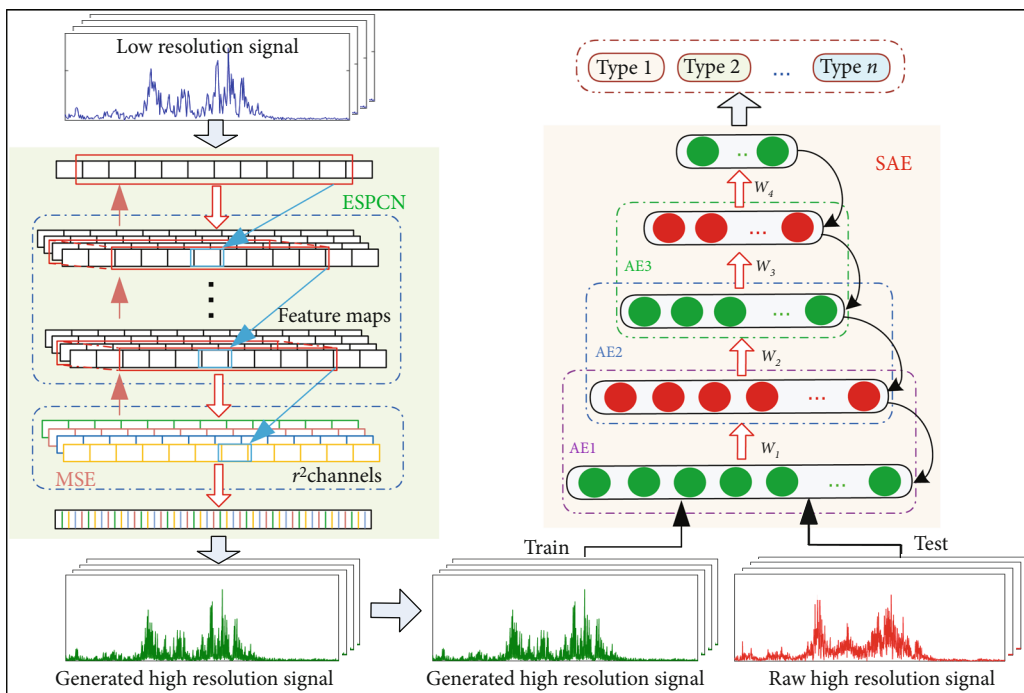 Low resolution signal
ESPCN
Feature maps
r²channels
MSE
Generated high resolution signal
Type 1 Type 2 ... Type n
SAE
W₄
AE3
W₃
AE2
W₂
AE1
W₁
Train
Test
Generated high resolution signal
Raw high resolution signal